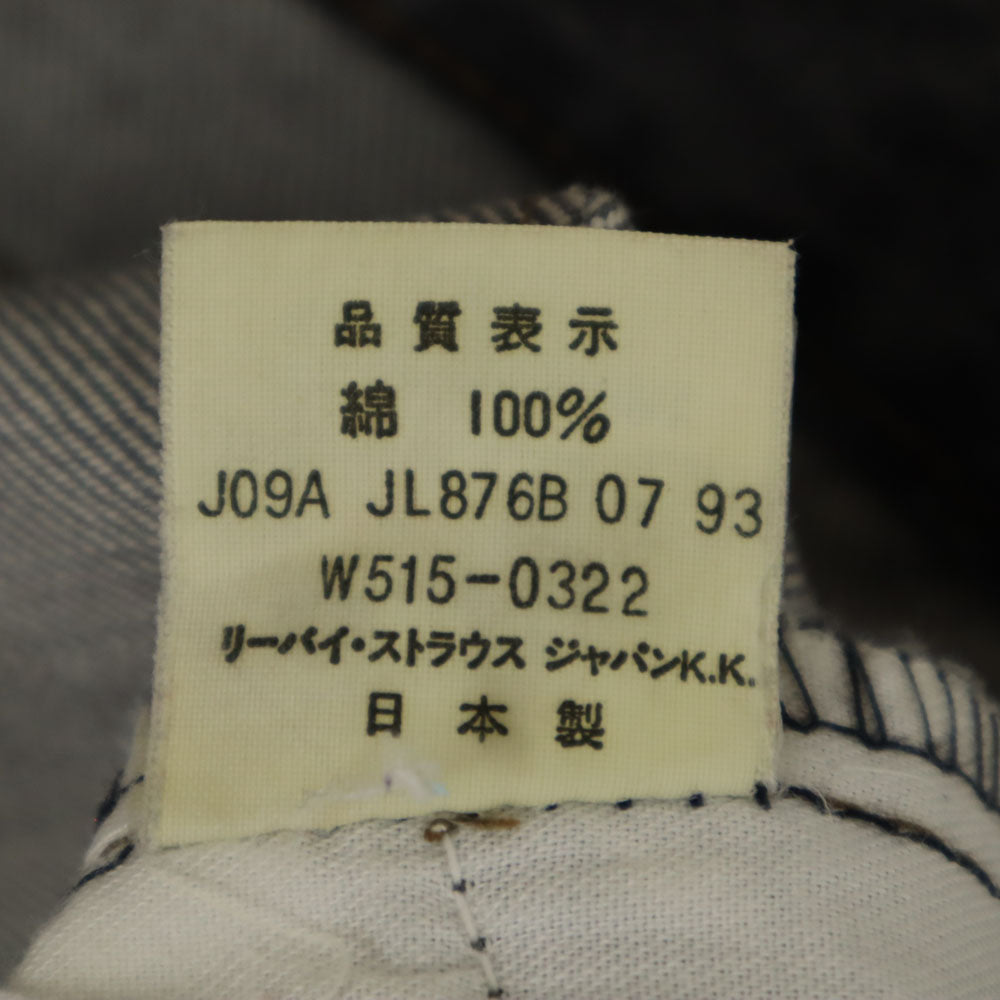 品質表示
綿 100%
J09A JL876B 07 93
W515-0322
リーバイ・ストラウス ジャパンK.K.
日本製